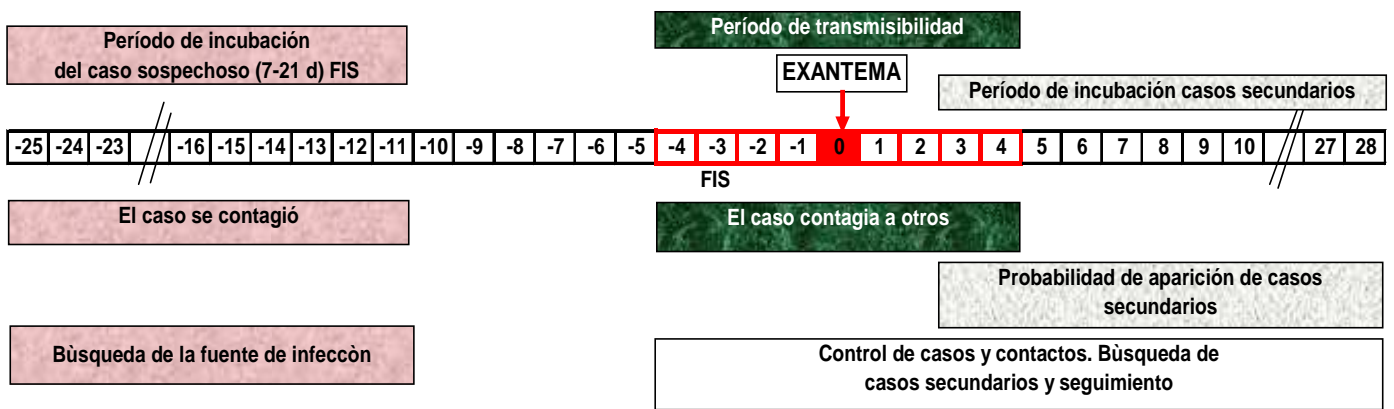 Período de incubación
del caso sospechoso (7-21 d) FIS
Período de transmisibilidad
EXANTEMA
Período de incubación casos secundarios
-25 -24 -23 -16 -15 -14 -13 -12 -11 -10 -9 -8 -7 -6 -5 -4 -3 -2 -1 0 1 2 3 4 5 6 7 8 9 10 27 28
FIS
El caso se contagió
El caso contagia a otros
Probabilidad de aparición de casos
secundarios
Bùsqueda de la fuente de infeccòn
Control de casos y contactos. Bùsqueda de
casos secundarios y seguimiento